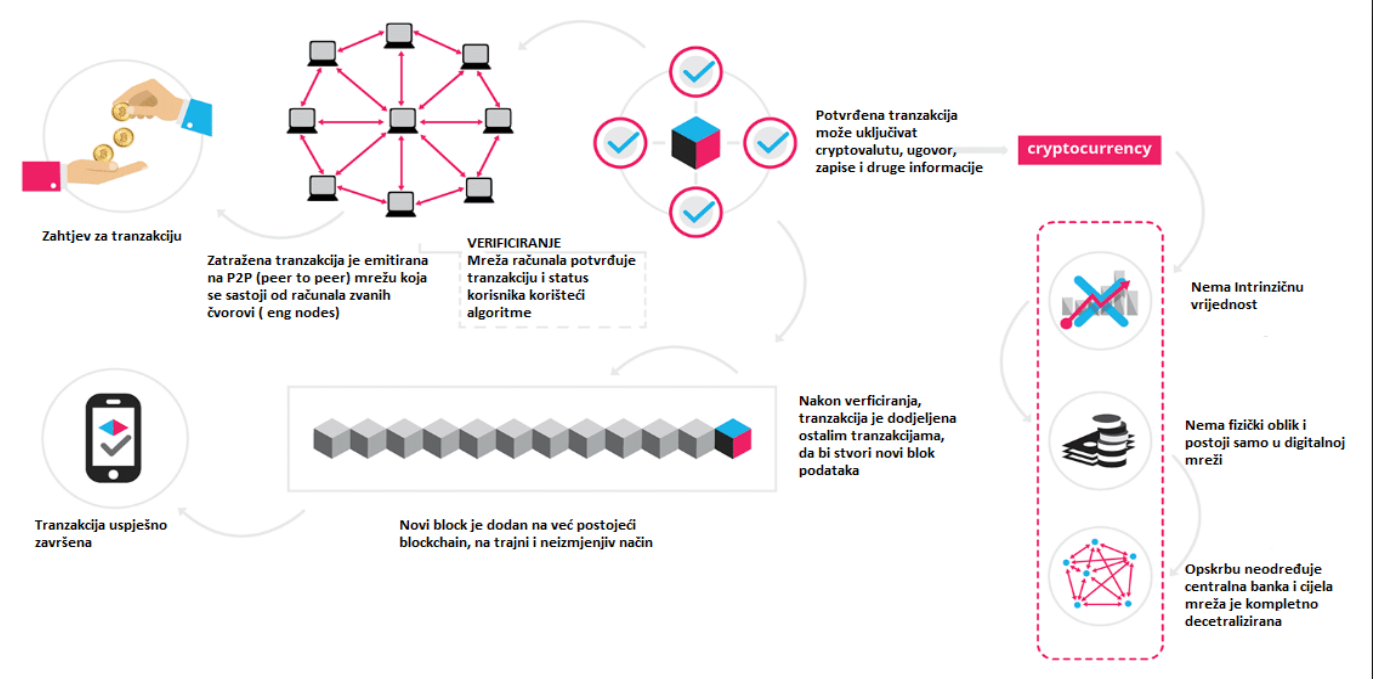 Zahtjev za tranzakciju
Zatražena tranzakcija je emitirana
na P2P (peer to peer) mrežu koja
se sastoji od računala zvanih
čvorovi ( eng nodes)
VERIFICIRANJE
Mreža računala potvrđuje
tranzakciju i status
korisnika koristeći
algoritme
Potvrđena tranzakcija
može uključivat
cryptovalutu, ugovor,
zapise i druge informacije
cryptocurrency
Nema Intrinzičnu
vrijednost
Nema fizički oblik i
postoji samo u digitalnoj
mreži
Opskrbu neodređuje
centralna banka i cijela
mreža je kompletno
decetralizirana
Nakon verficiranja,
tranzakcija je dodjeljena
ostalim tranzakcijama,
da bi stvori novi blok
podataka
Novi block je dodan na već postojeći
blockchain, na trajni i neizmjenjiv način
Tranzakcija uspješno
završena